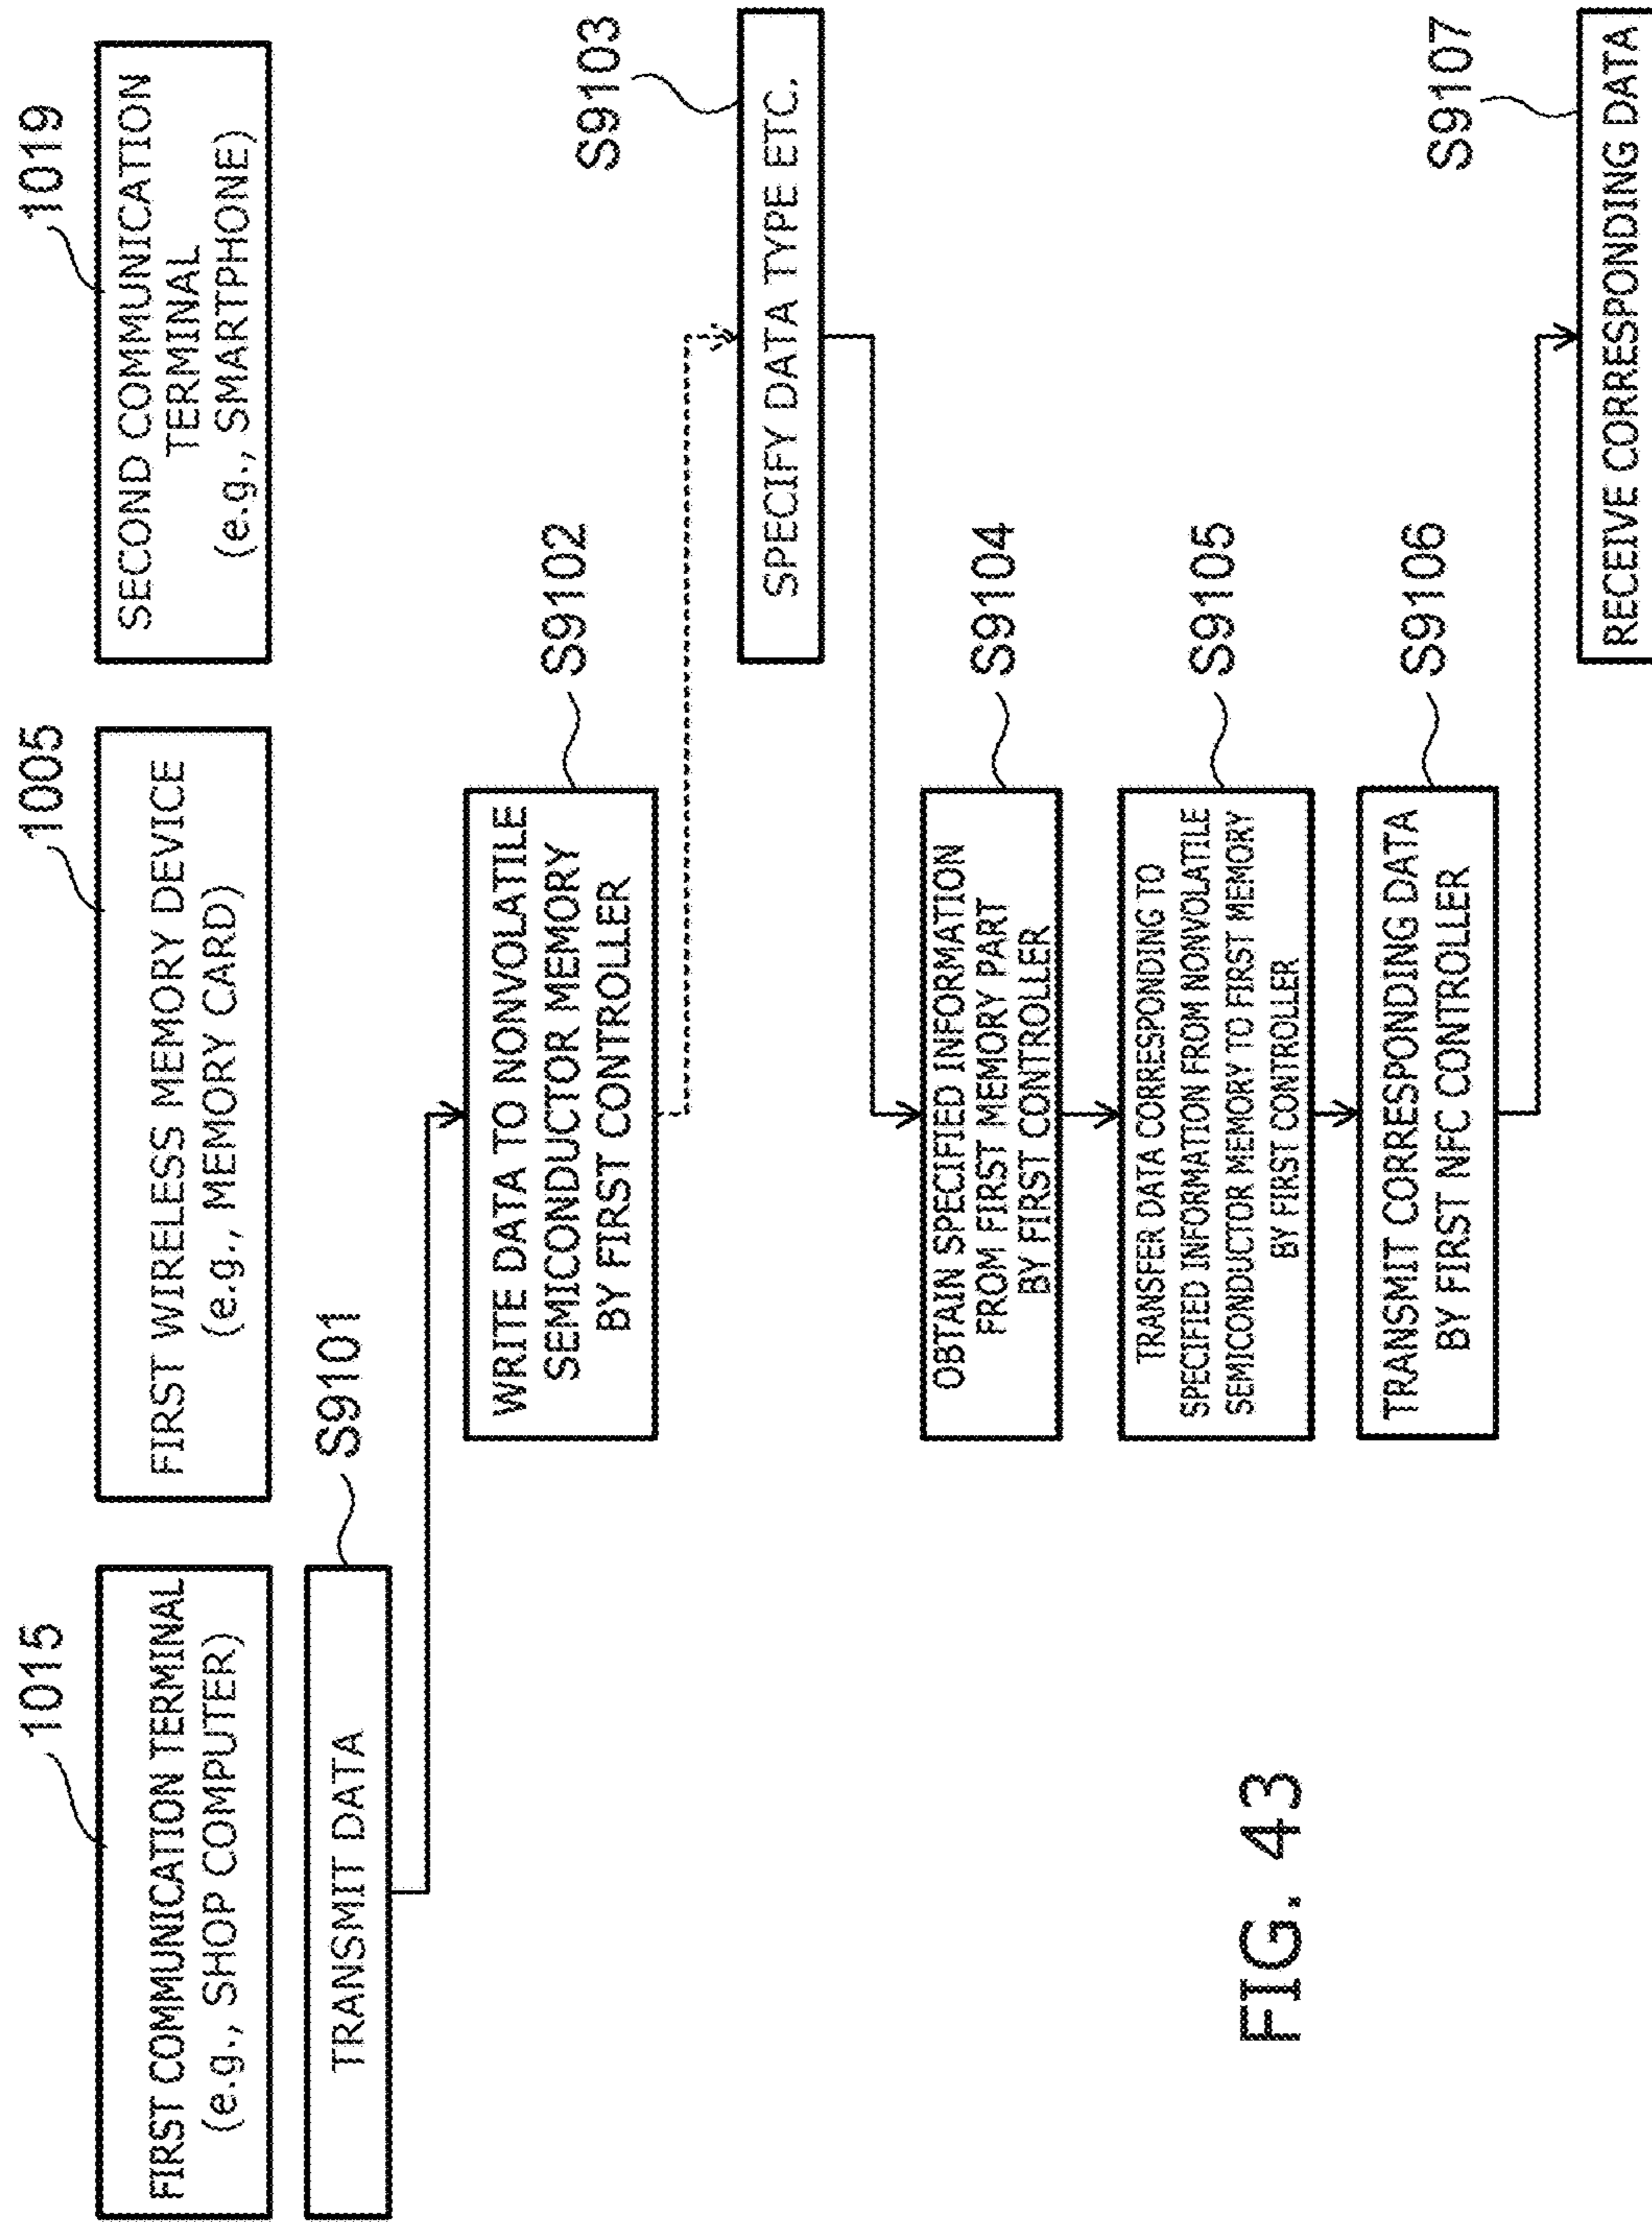 1015
FIRST COMMUNICATION TERMINAL
(e.g., SHOP COMPUTER)
1005
FIRST WIRELESS MEMORY DEVICE
(e.g., MEMORY CARD)
1019
SECOND COMMUNICATION
TERMINAL
(e.g., SMARTPHONE)
S9101
TRANSMIT DATA
S9102
WRITE DATA TO NONVOLATILE
SEMICONDUCTOR MEMORY
BY FIRST CONTROLLER
S9103
SPECIFY DATA TYPE ETC.
S9104
OBTAIN SPECIFIED INFORMATION
FROM FIRST MEMORY PART
BY FIRST CONTROLLER
S9105
TRANSFER DATA CORRESPONDING TO
SPECIFIED INFORMATION FROM NONVOLATILE
SEMICONDUCTOR MEMORY TO FIRST MEMORY
BY FIRST CONTROLLER
S9106
TRANSMIT CORRESPONDING DATA
BY FIRST NFC CONTROLLER
S9107
RECEIVE CORRESPONDING DATA
FIG. 43